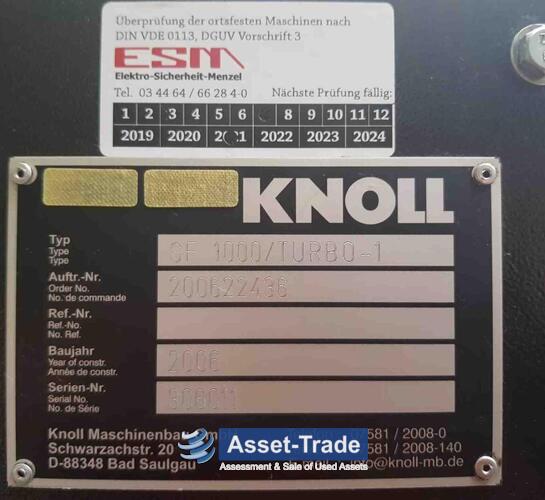 Überprüfung der ortsfesten Maschinen nach
DIN VDE 0113, DGUV Vorschrift 3
ESM
Elektro-Sicherheit-Menzel
Tel. 03 44 64 / 66 28 4-0 Nächste Prüfung fällig:
1 2 3 4 5 6 8 9 10 11 12
2019 2020 2021 2022 2023 2024
KNOLL
Typ
Type
Type
CF 1000/TURBO-1
Auftr.-Nr.
Order No.
No. de commande
200622436
Ref.-Nr.
Ref.-No.
No. Ref.
Baujahr
Year of constr.
Année de constr.
2006
Serien-Nr.
Serial No.
No. de Série
Knoll Maschinenbau 581 / 2008-0
Schwarzachstr. 20 581 / 2008-140
D-88348 Bad Saulgau info@knoll-mb.de
Asset-Trade
Assessment & Sale of Used Assets